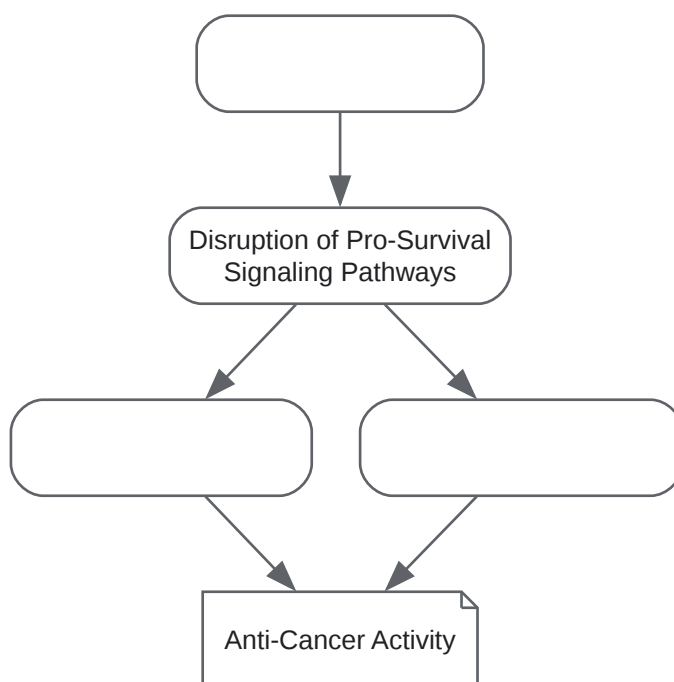 Disruption of Pro-Survival
Signaling Pathways
Anti-Cancer Activity